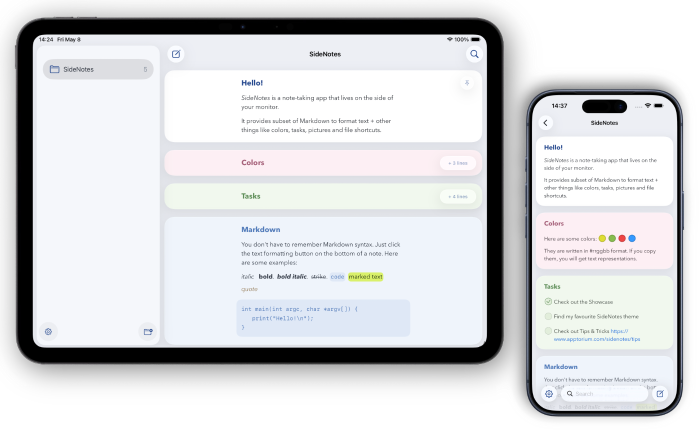 14:24 Fri May 8
100%
SideNotes
SideNotes
5
Hello!
SideNotes is a note-taking app that lives on the side of
your monitor.
It provides subset of Markdown to format text + other
things like colors, tasks, pictures and file shortcuts.
Colors
+ 3 lines
Tasks
+ 4 lines
Markdown
You don't have to remember Markdown syntax. Just click
the text formatting button on the bottom of a note. Here
are some examples:
italic bold, bold italic, strike, code marked text
quote
int main(int argc, char *argv[]) {
print("Hello!\n");
}
14:37
SideNotes
Hello!
SideNotes is a note-taking app that lives on the
side of your monitor.
It provides subset of Markdown to format text +
other things like colors, tasks, pictures and file
shortcuts.
Colors
Here are some colors:
They are written in #rrggbb format. If you copy
them, you will get text representations.
Tasks
Check out the Showcase
Find my favourite SideNotes theme
Check out Tips & Tricks https://
www.apptorium.com/sidenotes/tips
Markdown
You don't have to remember Markdown syntax.
Search